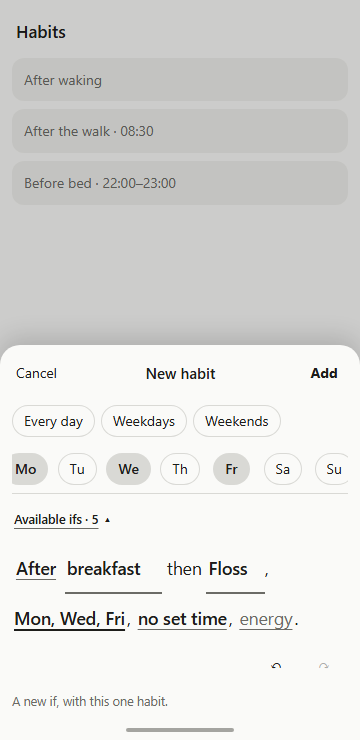 Habits
After waking
After the walk · 08:30
Before bed · 22:00–23:00
Cancel New habit Add
Every day Weekdays Weekends
Mo Tu We Th Fr Sa Su
Available ifs · 5 ▲
After breakfast then Floss ,
Mon, Wed, Fri, no set time, energy.
A new if, with this one habit.